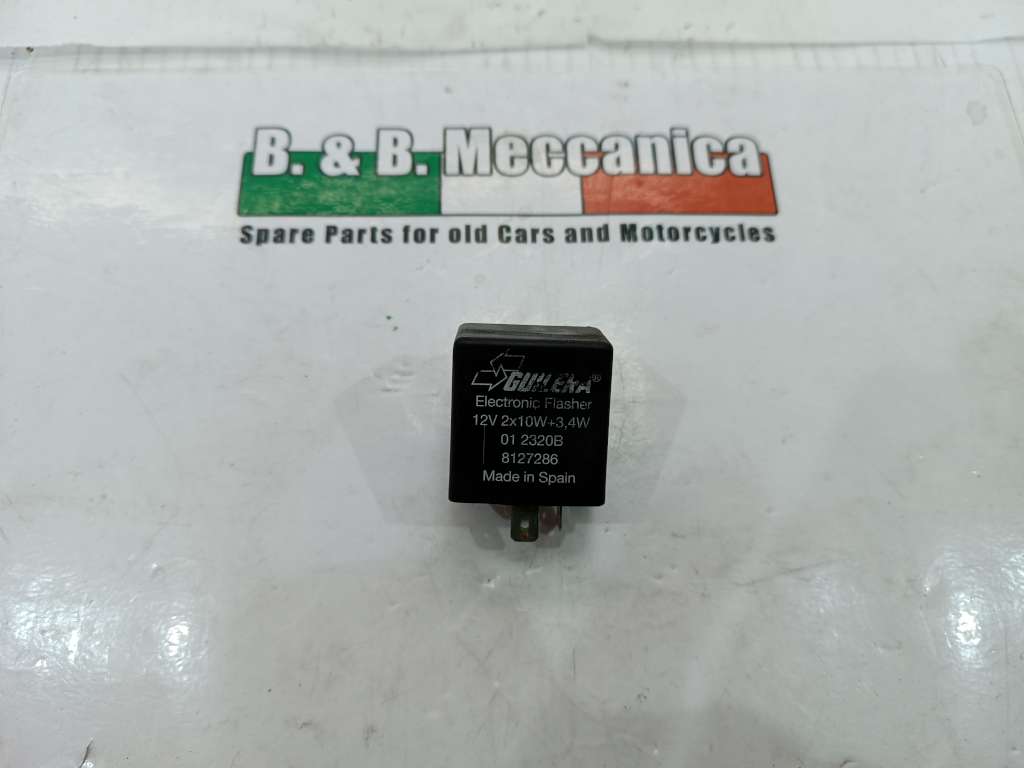 B. & B. Meccanica
Spare Parts for old Cars and Motorcycles
GUILERA®
Electronic Flasher
12V 2x10W+3,4W
01 2320B
8127286
Made in Spain